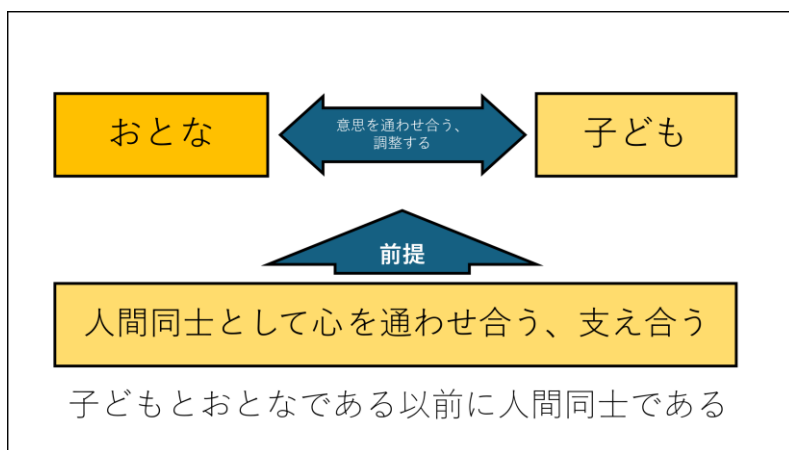 おとな
意思を通わせ合う、
調整する
子ども
前提
人間同士として心を通わせ合う、支え合う
子どもとおとなである以前に人間同士である